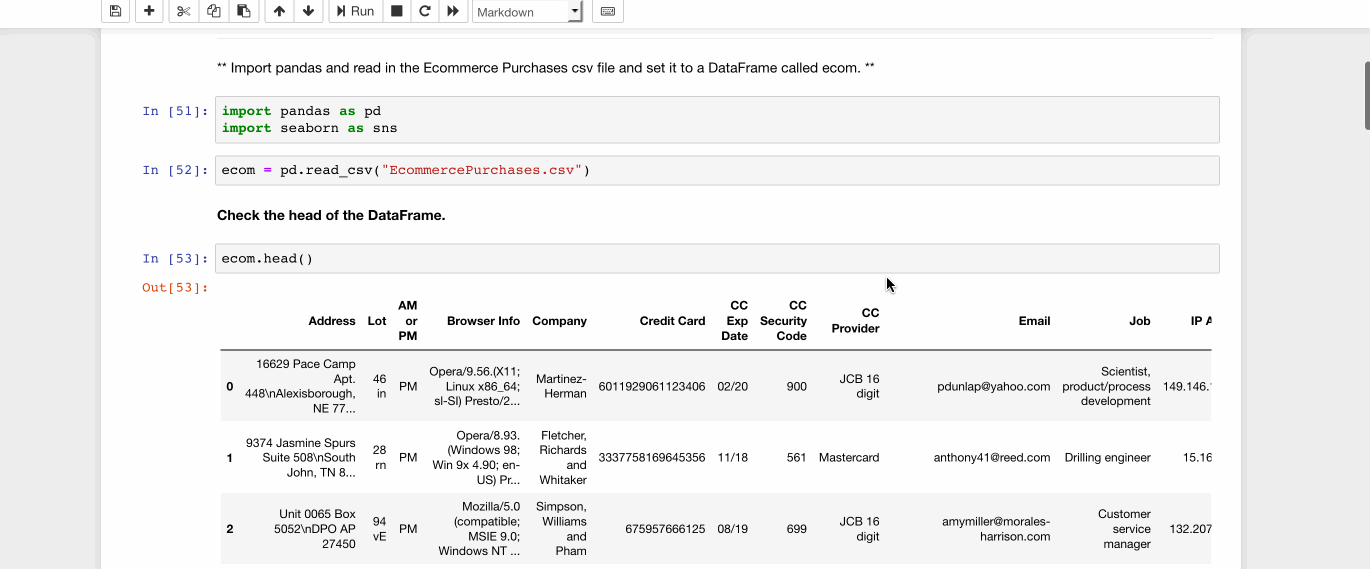 Run Markdown
** Import pandas and read in the Ecommerce Purchases csv file and set it to a DataFrame called ecom. **
In [51]: import pandas as pd
import seaborn as sns
In [52]: ecom = pd.read_csv("EcommercePurchases.csv")
Check the head of the DataFrame.
In [53]: ecom.head()
Out[53]:
Address Lot AM or PM Browser Info Company Credit Card CC Exp Date CC Security Code CC Provider Email Job IP A
0 16629 Pace Camp Apt. 448\nAlexisborough, NE 77... 46 in PM Opera/9.56.(X11; Linux x86_64; sl-SI) Presto/2... Martinez-Herman 6011929061123406 02/20 900 JCB 16 digit pdunlap@yahoo.com Scientist, product/process development 149.146.
1 9374 Jasmine Spurs Suite 508\nSouth John, TN 8... 28 rn PM Opera/8.93.(Windows 98; Win 9x 4.90; en-US) Pr... Fletcher, Richards and Whitaker 3337758169645356 11/18 561 Mastercard anthony41@reed.com Drilling engineer 15.16
2 Unit 0065 Box 5052\nDPO AP 27450 94 vE PM Mozilla/5.0 (compatible; MSIE 9.0; Windows NT ... Simpson, Williams and Pham 675957666125 08/19 699 JCB 16 digit amymiller@morales-harrison.com Customer service manager 132.207